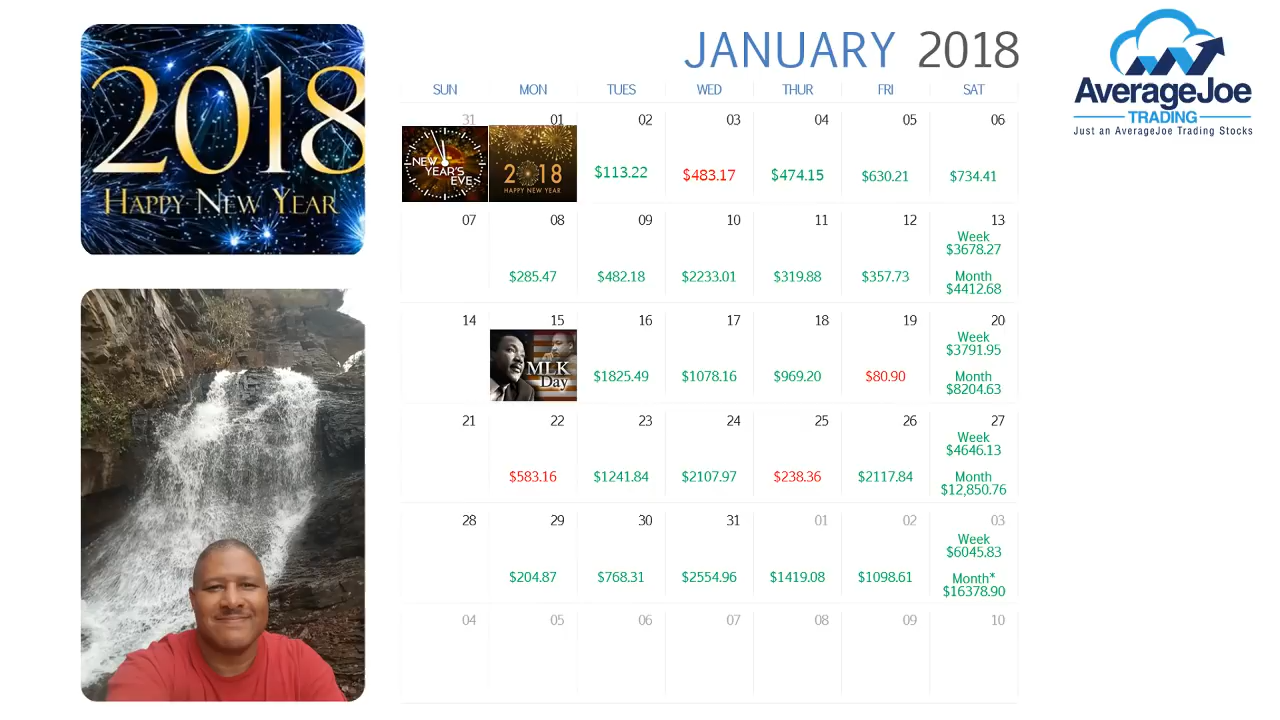 2018
HAPPY NEW YEAR
JANUARY 2018
AverageJoe
TRADING
Just an AverageJoe Trading Stocks
SUN MON TUES WED THUR FRI SAT
31 01 02 03 04 05 06
NEW
YEAR'S
EVE
2018
HAPPY NEW YEAR
$113.22 $483.17 $474.15 $630.21 $734.41
07 08 09 10 11 12 13
Week
$3678.27
$285.47 $482.18 $2233.01 $319.88 $357.73 Month
$4412.68
14 15 16 17 18 19 20
Week
$3791.95
MLK
Day
$1825.49 $1078.16 $969.20 $80.90 Month
$8204.63
21 22 23 24 25 26 27
Week
$4646.13
$583.16 $1241.84 $2107.97 $238.36 $2117.84 Month
$12,850.76
28 29 30 31 01 02 03
Week
$6045.83
$204.87 $768.31 $2554.96 $1419.08 $1098.61 Month*
$16378.90
04 05 06 07 08 09 10